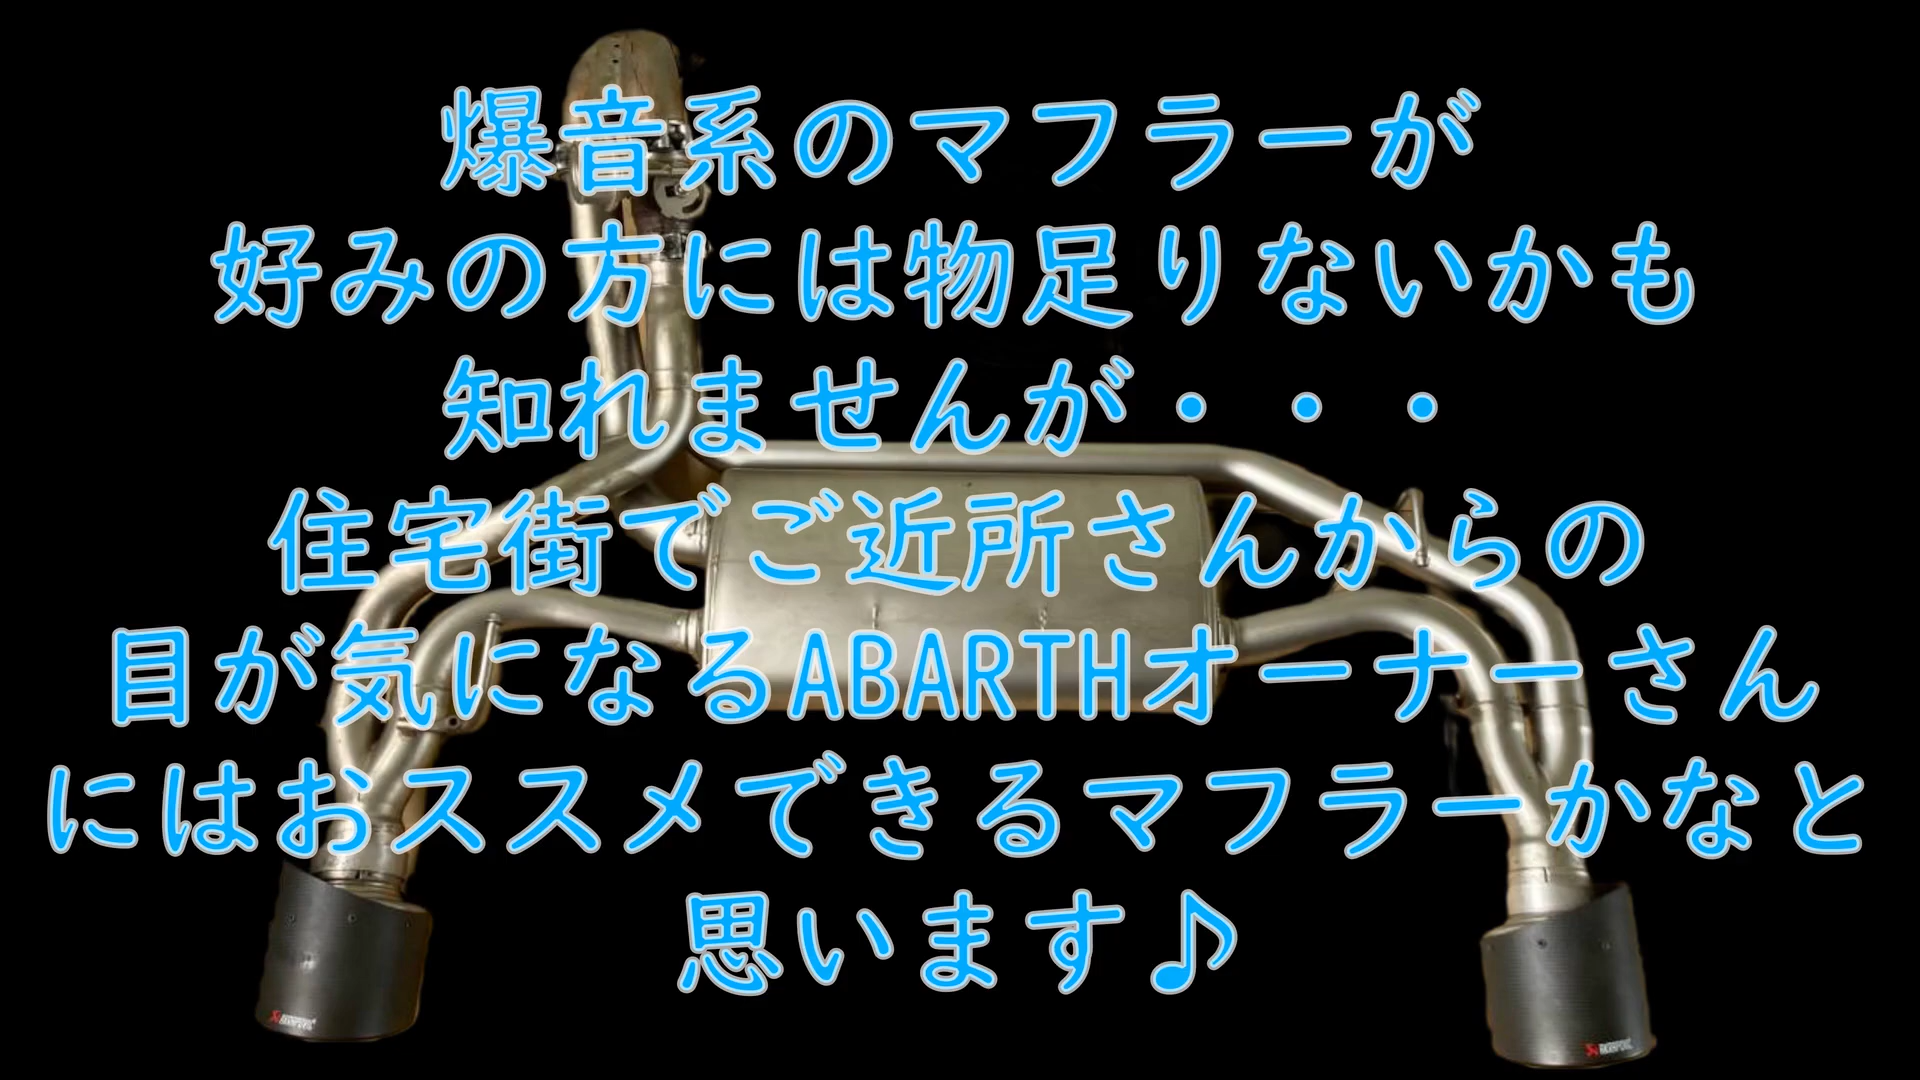 爆音系のマフラーが
好みの方には物足りないかも
知れませんが・・・
住宅街でご近所さんからの
目が気になるABARTHオーナーさん
にはおススメできるマフラーかなと
思います♪
AKRAPOVIC
AKRAPOVIC